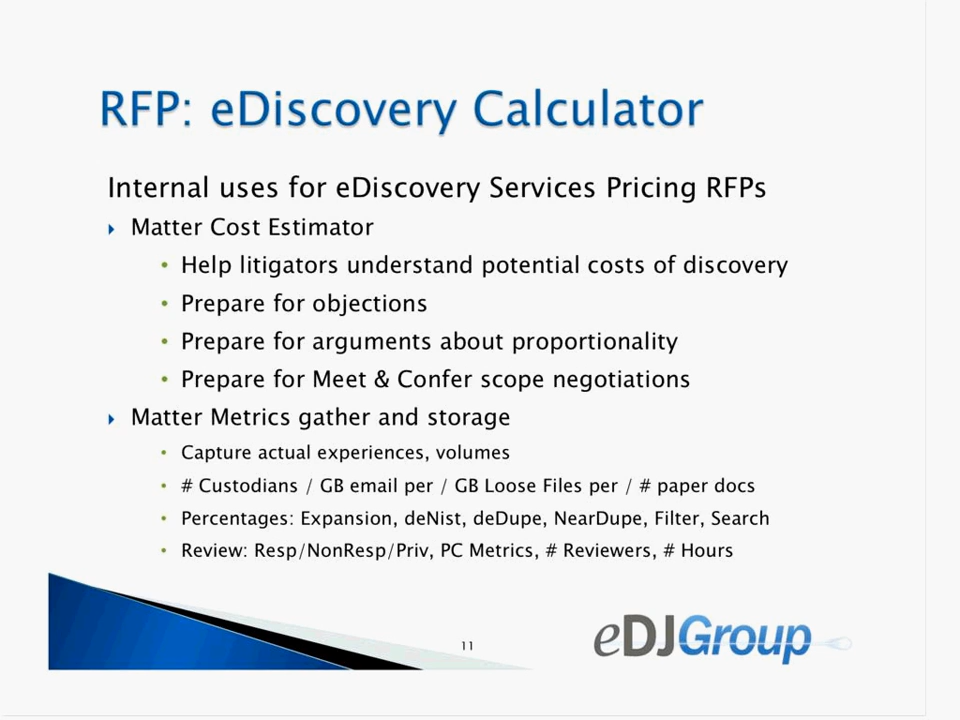 RFP: eDiscovery Calculator
Internal uses for eDiscovery Services Pricing RFPs
Matter Cost Estimator
• Help litigators understand potential costs of discovery
• Prepare for objections
• Prepare for arguments about proportionality
• Prepare for Meet & Confer scope negotiations
Matter Metrics gather and storage
• Capture actual experiences, volumes
• # Custodians / GB email per / GB Loose Files per / # paper docs
• Percentages: Expansion, deNist, deDupe, NearDupe, Filter, Search
• Review: Resp/NonResp/Priv, PC Metrics, # Reviewers, # Hours
11
eDJGroup